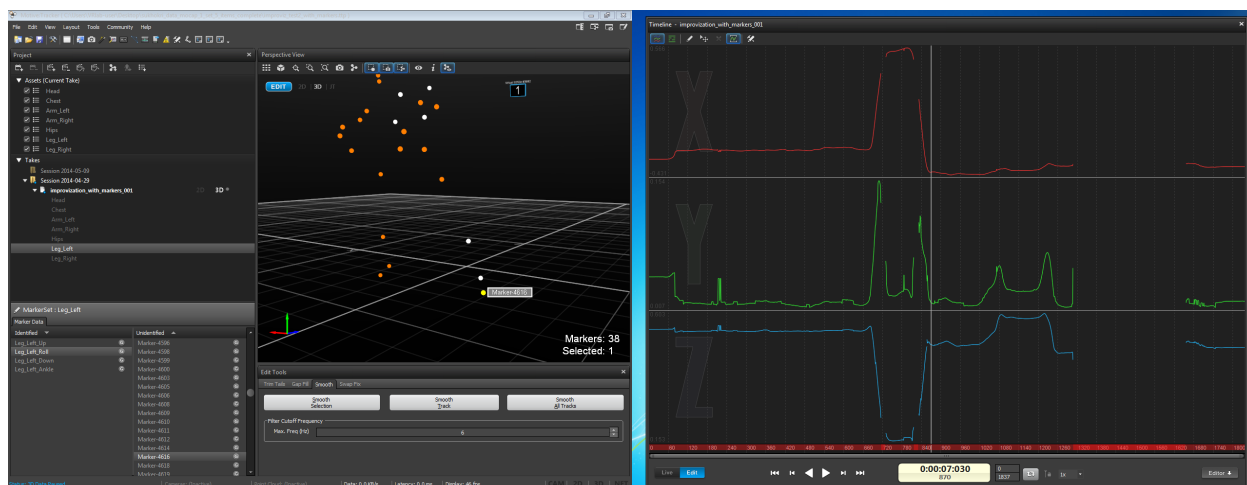 File Edit View Layout Tools Community Help
Project
Assets (Current Take)
Head
Chest
Arm_Left
Arm_Right
Hips
Leg_Left
Leg_Right
Takes
Session 2014-05-09
Session 2014-04-29
improvization_with_markers_001 2D 3D
Head
Chest
Arm_Left
Arm_Right
Hips
Leg_Left
Leg_Right
MarkerSet : Leg_Left
Marker Data
Identified Unidentified
Leg_Left_Up Marker-4596
Leg_Left_Roll Marker-4598
Leg_Left_Down Marker-4599
Leg_Left_Ankle Marker-4600
Marker-4603
Marker-4605
Marker-4606
Marker-4608
Marker-4609
Marker-4610
Marker-4611
Marker-4612
Marker-4614
Marker-4616
Marker-4618
Marker-4619
Perspective View
EDIT 2D 3D
1
Marker-4616
Markers: 38
Selected: 1
Edit Tools
Trim Tails Gap Fill Smooth Swap Fix
Smooth Selection
Smooth Track
Smooth All Tracks
Filter Cutoff Frequency
Max. Freq (Hz) 6
Timeline - improvization_with_markers_001
X
Y
Z
0 60 120 180 240 300 360 420 480 540 600 660 720 780 840 900 960 1020 1080 1140 1200 1260 1320 1380 1440 1500 1560 1620 1680 1740 1800
Live Edit
0:00:07:030
870
0
1837
1x
Editor